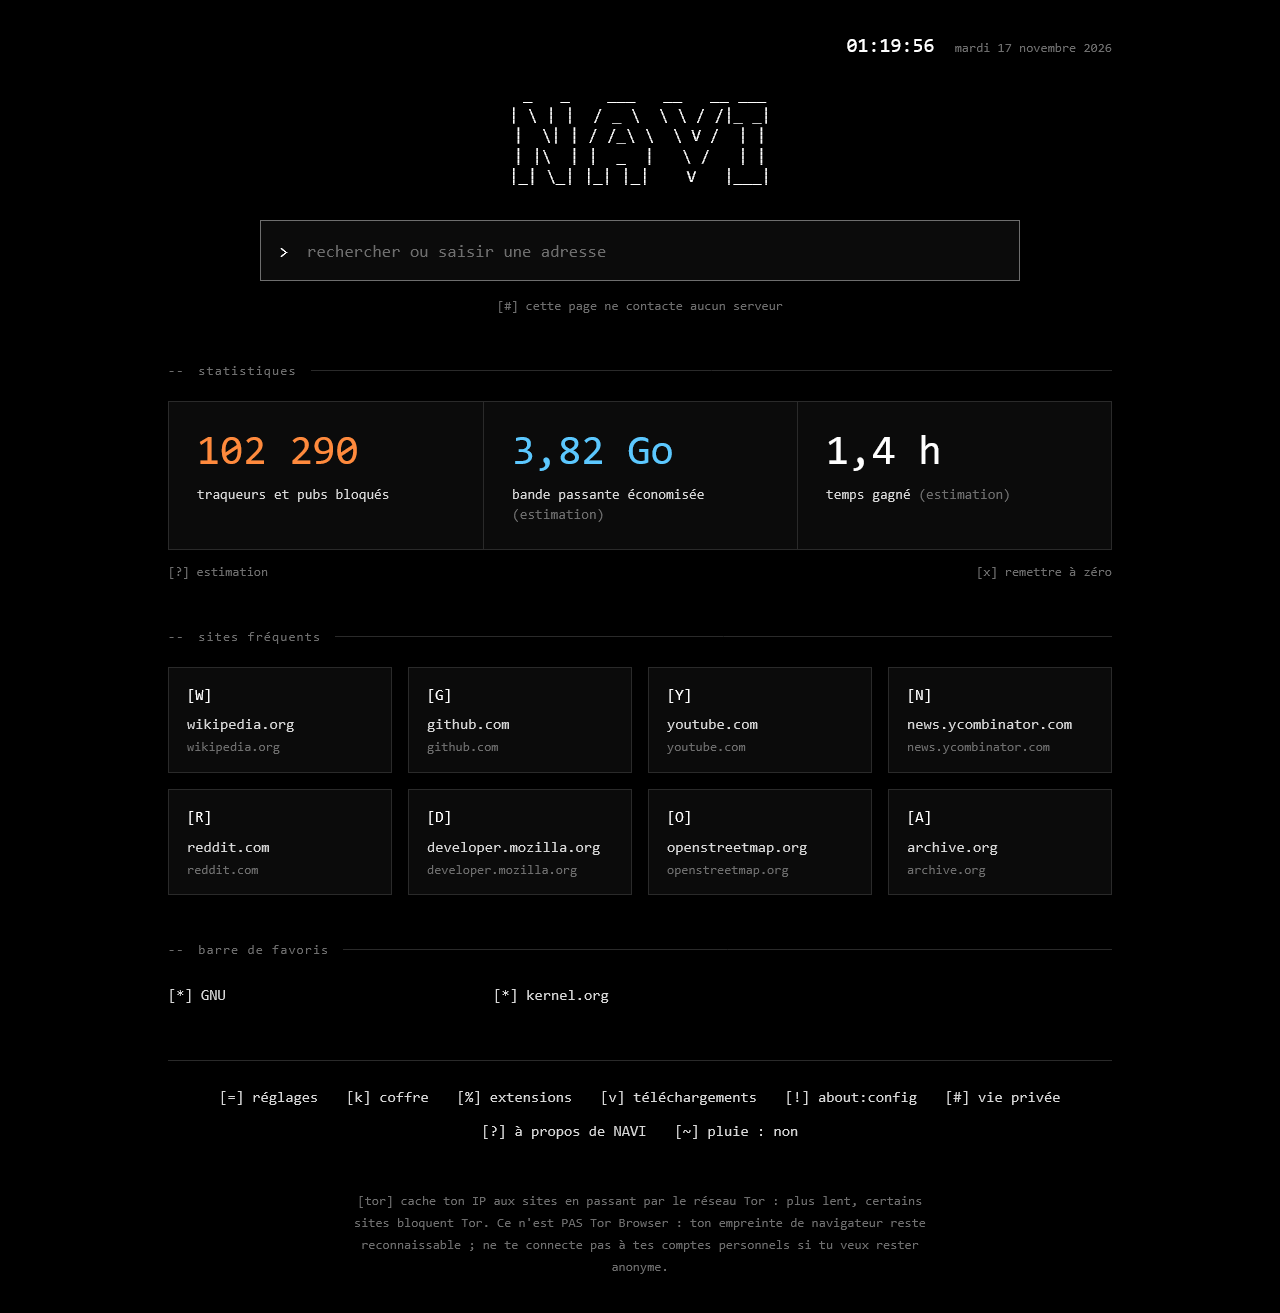 01:19:56 mardi 17 novembre 2026
NAVI
> rechercher ou saisir une adresse
[#] cette page ne contacte aucun serveur
-- statistiques
102 290 3,82 Go 1,4 h
traqueurs et pubs bloqués bande passante économisée temps gagné (estimation)
(estimation)
[?] estimation [x] remettre à zéro
-- sites fréquents
[W] [G] [Y] [N]
wikipedia.org github.com youtube.com news.ycombinator.com
wikipedia.org github.com youtube.com news.ycombinator.com
[R] [D] [O] [A]
reddit.com developer.mozilla.org openstreetmap.org archive.org
reddit.com developer.mozilla.org openstreetmap.org archive.org
-- barre de favoris
[*] GNU [*] kernel.org
[=] réglages [k] coffre [%] extensions [v] téléchargements [!] about:config [#] vie privée
[?] à propos de NAVI [~] pluie : non
[tor] cache ton IP aux sites en passant par le réseau Tor : plus lent, certains
sites bloquent Tor. Ce n'est PAS Tor Browser : ton empreinte de navigateur reste
reconnaissable ; ne te connecte pas à tes comptes personnels si tu veux rester
anonyme.